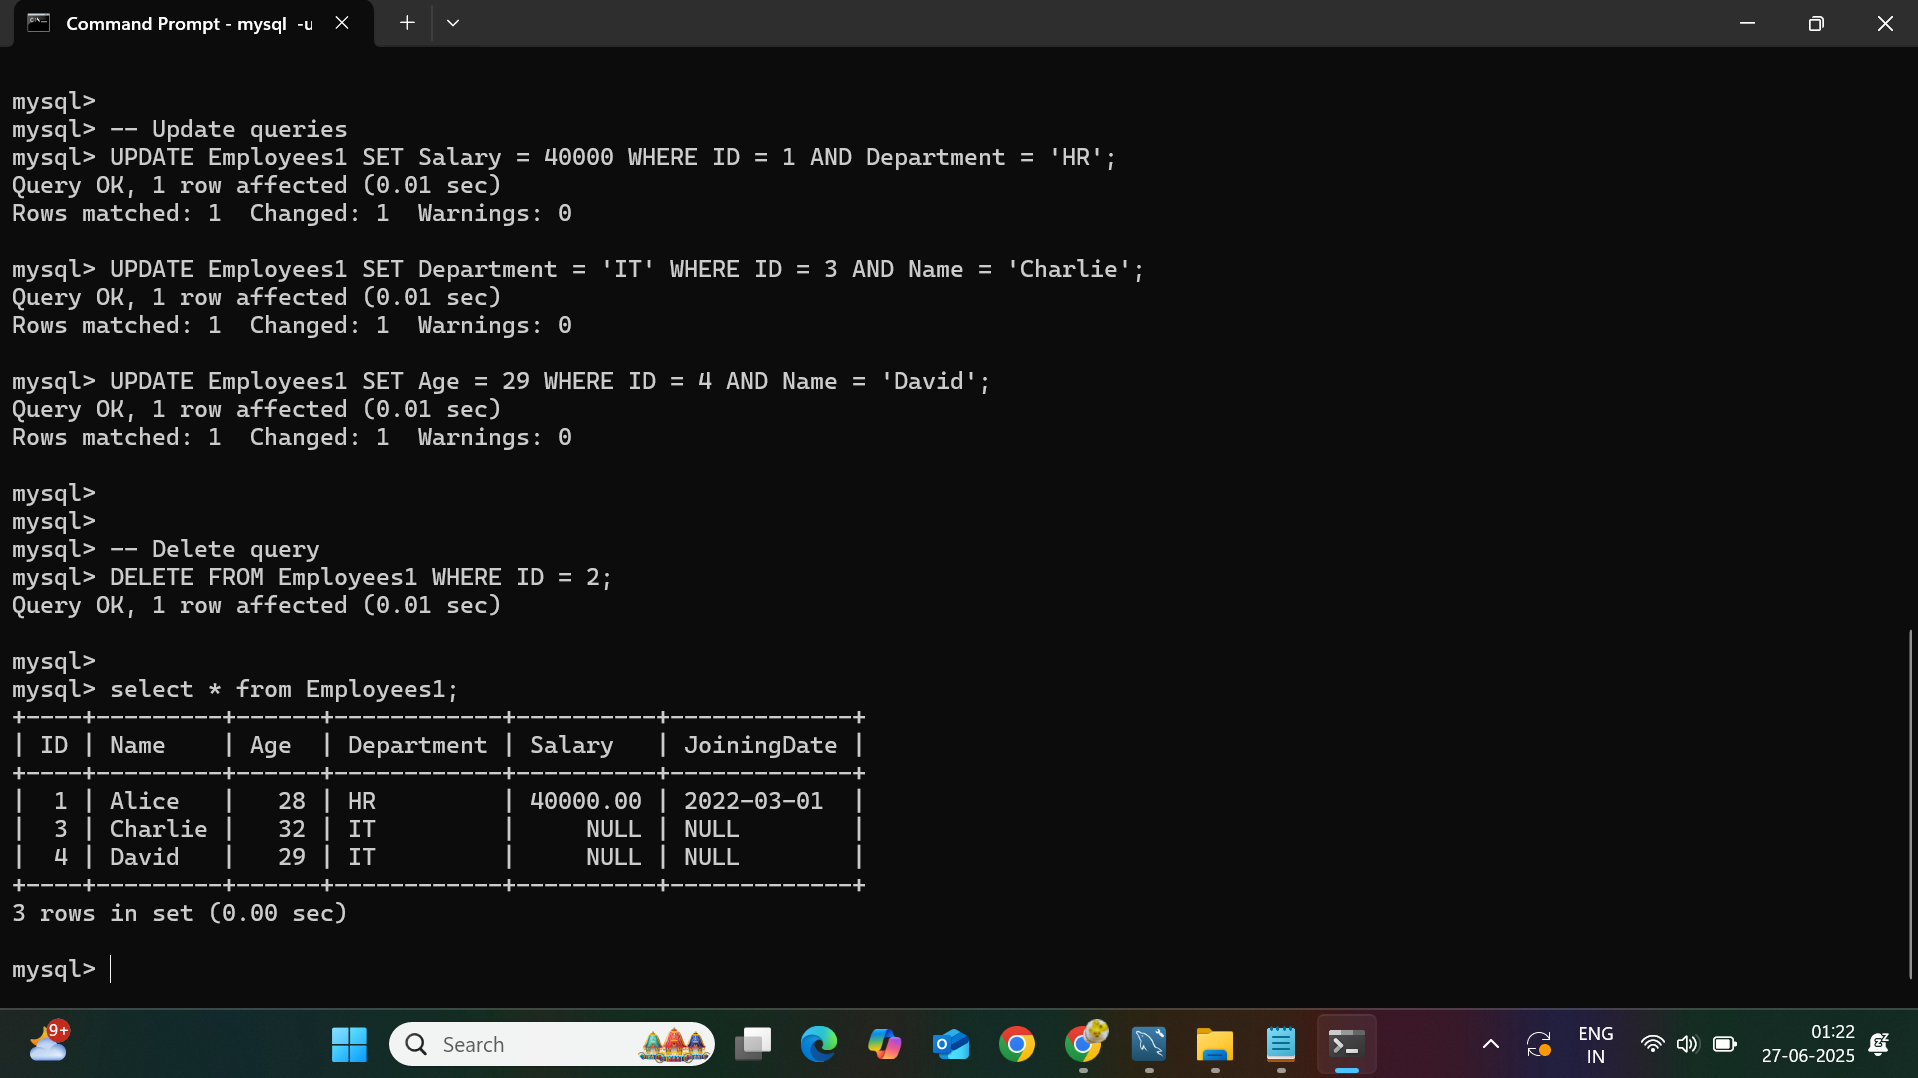 Command Prompt - mysql -u
mysql>
mysql> -- Update queries
mysql> UPDATE Employees1 SET Salary = 40000 WHERE ID = 1 AND Department = 'HR';
Query OK, 1 row affected (0.01 sec)
Rows matched: 1  Changed: 1  Warnings: 0
mysql> UPDATE Employees1 SET Department = 'IT' WHERE ID = 3 AND Name = 'Charlie';
Query OK, 1 row affected (0.01 sec)
Rows matched: 1  Changed: 1  Warnings: 0
mysql> UPDATE Employees1 SET Age = 29 WHERE ID = 4 AND Name = 'David';
Query OK, 1 row affected (0.01 sec)
Rows matched: 1  Changed: 1  Warnings: 0
mysql>
mysql>
mysql> -- Delete query
mysql> DELETE FROM Employees1 WHERE ID = 2;
Query OK, 1 row affected (0.01 sec)
mysql>
mysql> select * from Employees1;
+----+---------+------+------------+----------+-------------+
| ID | Name    | Age  | Department | Salary   | JoiningDate |
+----+---------+------+------------+----------+-------------+
|  1 | Alice   |   28 | HR         | 40000.00 | 2022-03-01  |
|  3 | Charlie |   32 | IT         |     NULL | NULL        |
|  4 | David   |   29 | IT         |     NULL | NULL        |
+----+---------+------+------------+----------+-------------+
3 rows in set (0.00 sec)
mysql>
9+
Search
ENG
IN
01:22
27-06-2025